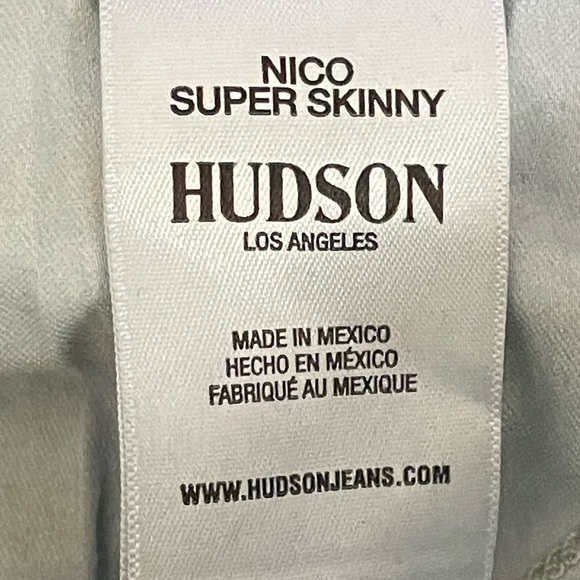 NICO
SUPER SKINNY
HUDSON
LOS ANGELES
MADE IN MEXICO
HECHO EN MÉXICO
FABRIQUÉ AU MEXIQUE
WWW.HUDSONJEANS.COM